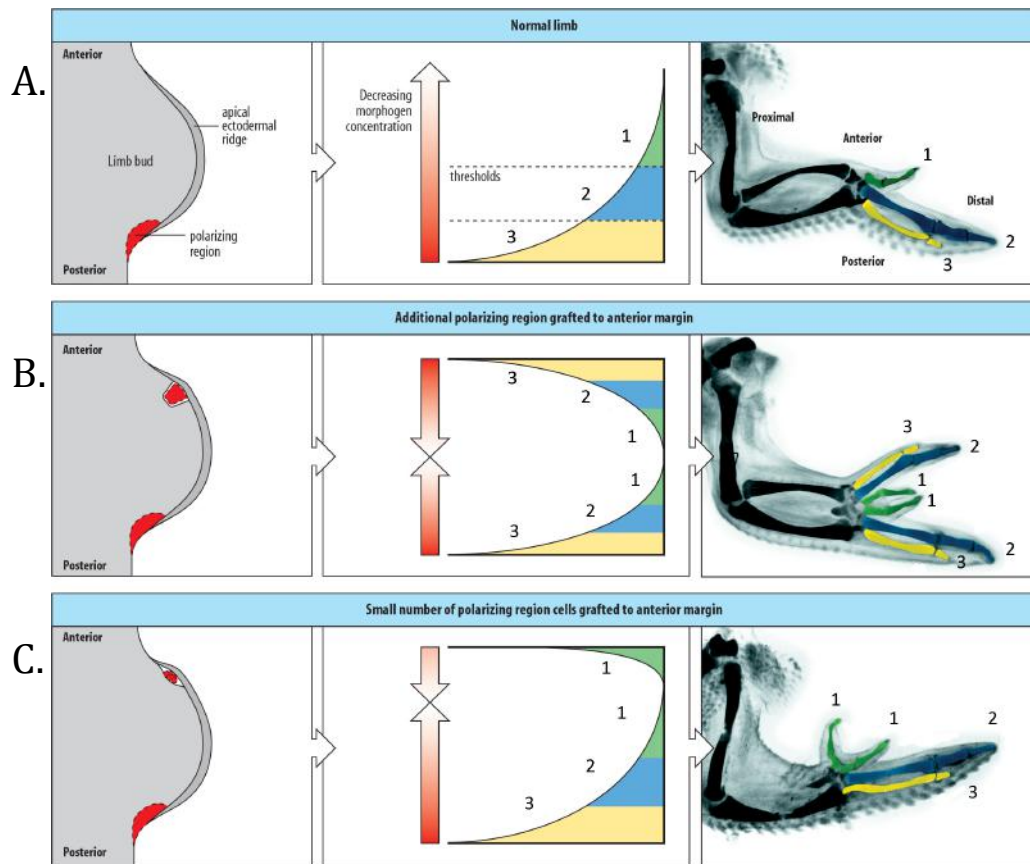 Normal limb
A.
Anterior
apical
ectodermal
ridge
Limb bud
polarizing
region
Posterior
Decreasing
morphogen
concentration
1
thresholds
2
3
Proximal
Anterior
1
Distal
2
Posterior
3
Additional polarizing region grafted to anterior margin
B.
Anterior
Posterior
3
2
1
1
2
3
3
2
1
1
2
3
Small number of polarizing region cells grafted to anterior margin
C.
Anterior
Posterior
1
1
2
3
1
1
2
3